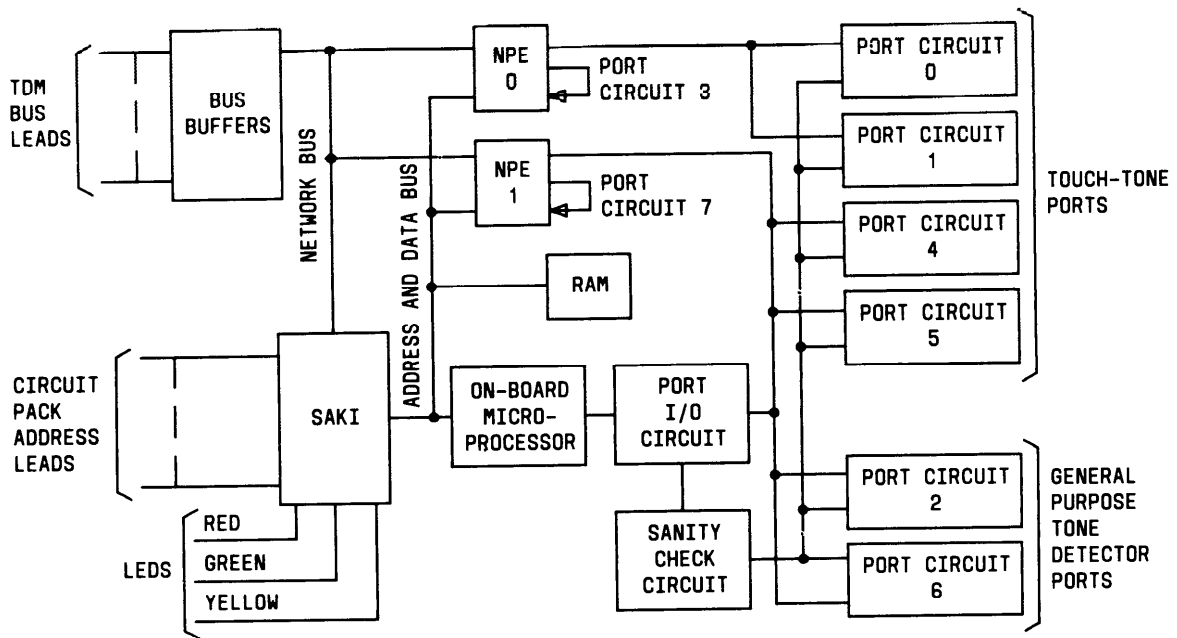 TDM
BUS
LEADS
BUS
BUFFERS
NETWORK BUS
NPE
0
PORT
CIRCUIT 3
NPE
1
PORT
CIRCUIT 7
ADDRESS AND DATA BUS
RAM
PORT CIRCUIT
0
PORT CIRCUIT
1
PORT CIRCUIT
4
PORT CIRCUIT
5
TOUCH-TONE
PORTS
CIRCUIT
PACK
ADDRESS
LEADS
SAKI
ON-BOARD
MICRO-
PROCESSOR
PORT
I/O
CIRCUIT
SANITY
CHECK
CIRCUIT
PORT CIRCUIT
2
PORT CIRCUIT
6
GENERAL
PURPOSE
TONE
DETECTOR
PORTS
LEDS
RED
GREEN
YELLOW